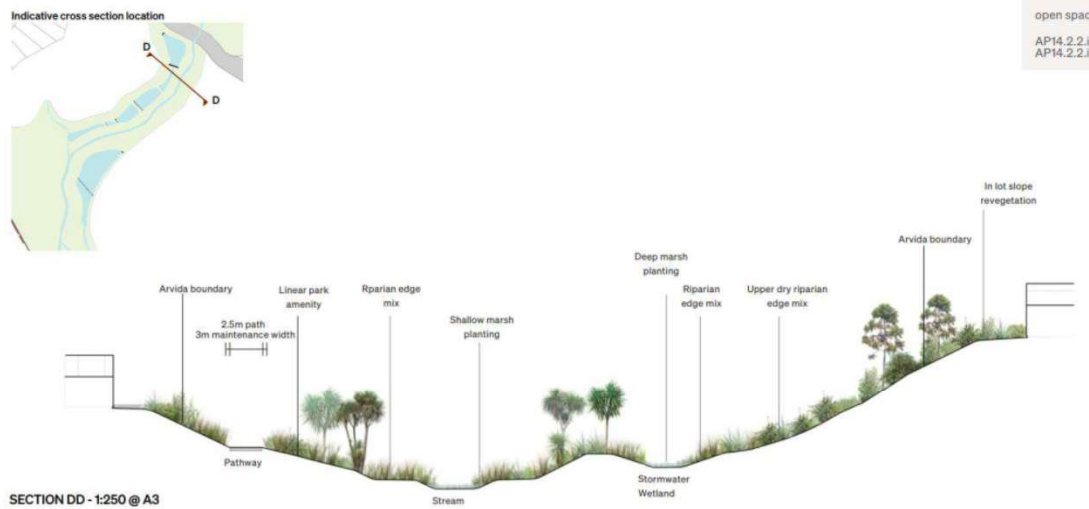 Indicative cross section location
D
D
open spac
AP14.2.2.i
AP14.2.2.i
In lot slope
revegetation
Arvida boundary
Deep marsh
planting
Arvida boundary
Linear park
amenity
Rparian edge
mix
Riparian
edge mix
Upper dry riparian
edge mix
2.5m path
3m maintenance width
Shallow marsh
planting
Pathway
Stormwater
Wetland
Stream
SECTION DD - 1:250 @ A3